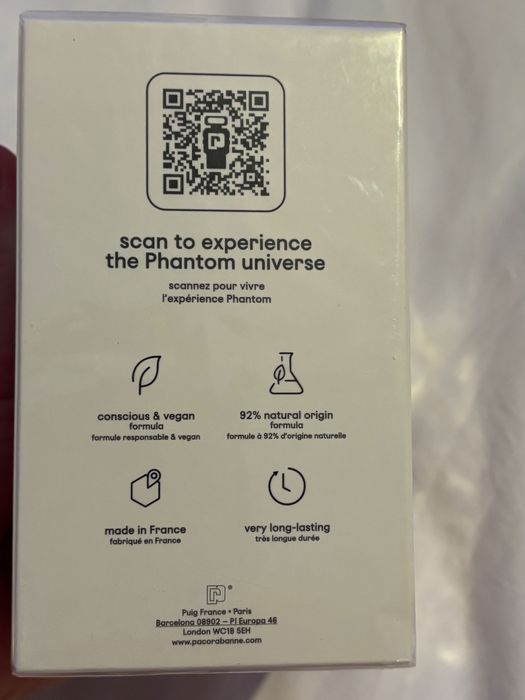 scan to experience
the Phantom universe
scannez pour vivre
l'expérience Phantom
conscious & vegan
formula
formule responsable & vegan
92% natural origin
formula
formule à 92% d'origine naturelle
made in France
fabriqué en France
very long-lasting
très longue durée
Puig France • Paris
Barcelona 08902 – Pl Europa 46
London WC1B 5EH
www.pacorabanne.com